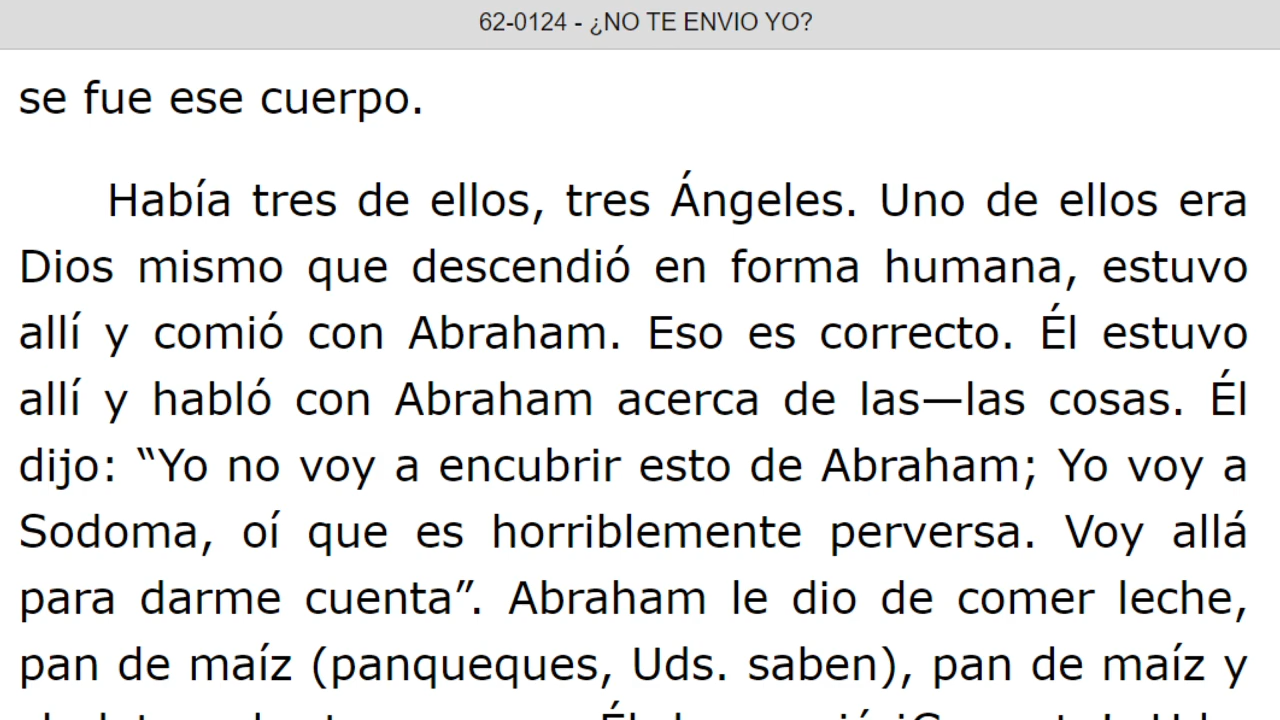 62-0124 - ¿NO TE ENVIO YO?
se fue ese cuerpo.
Había tres de ellos, tres Ángeles. Uno de ellos era
Dios mismo que descendió en forma humana, estuvo
allí y comió con Abraham. Eso es correcto. Él estuvo
allí y habló con Abraham acerca de las—las cosas. Él
dijo: “Yo no voy a encubrir esto de Abraham; Yo voy a
Sodoma, oí que es horriblemente perversa. Voy allá
para darme cuenta”. Abraham le dio de comer leche,
pan de maíz (panqueques, Uds. saben), pan de maíz y